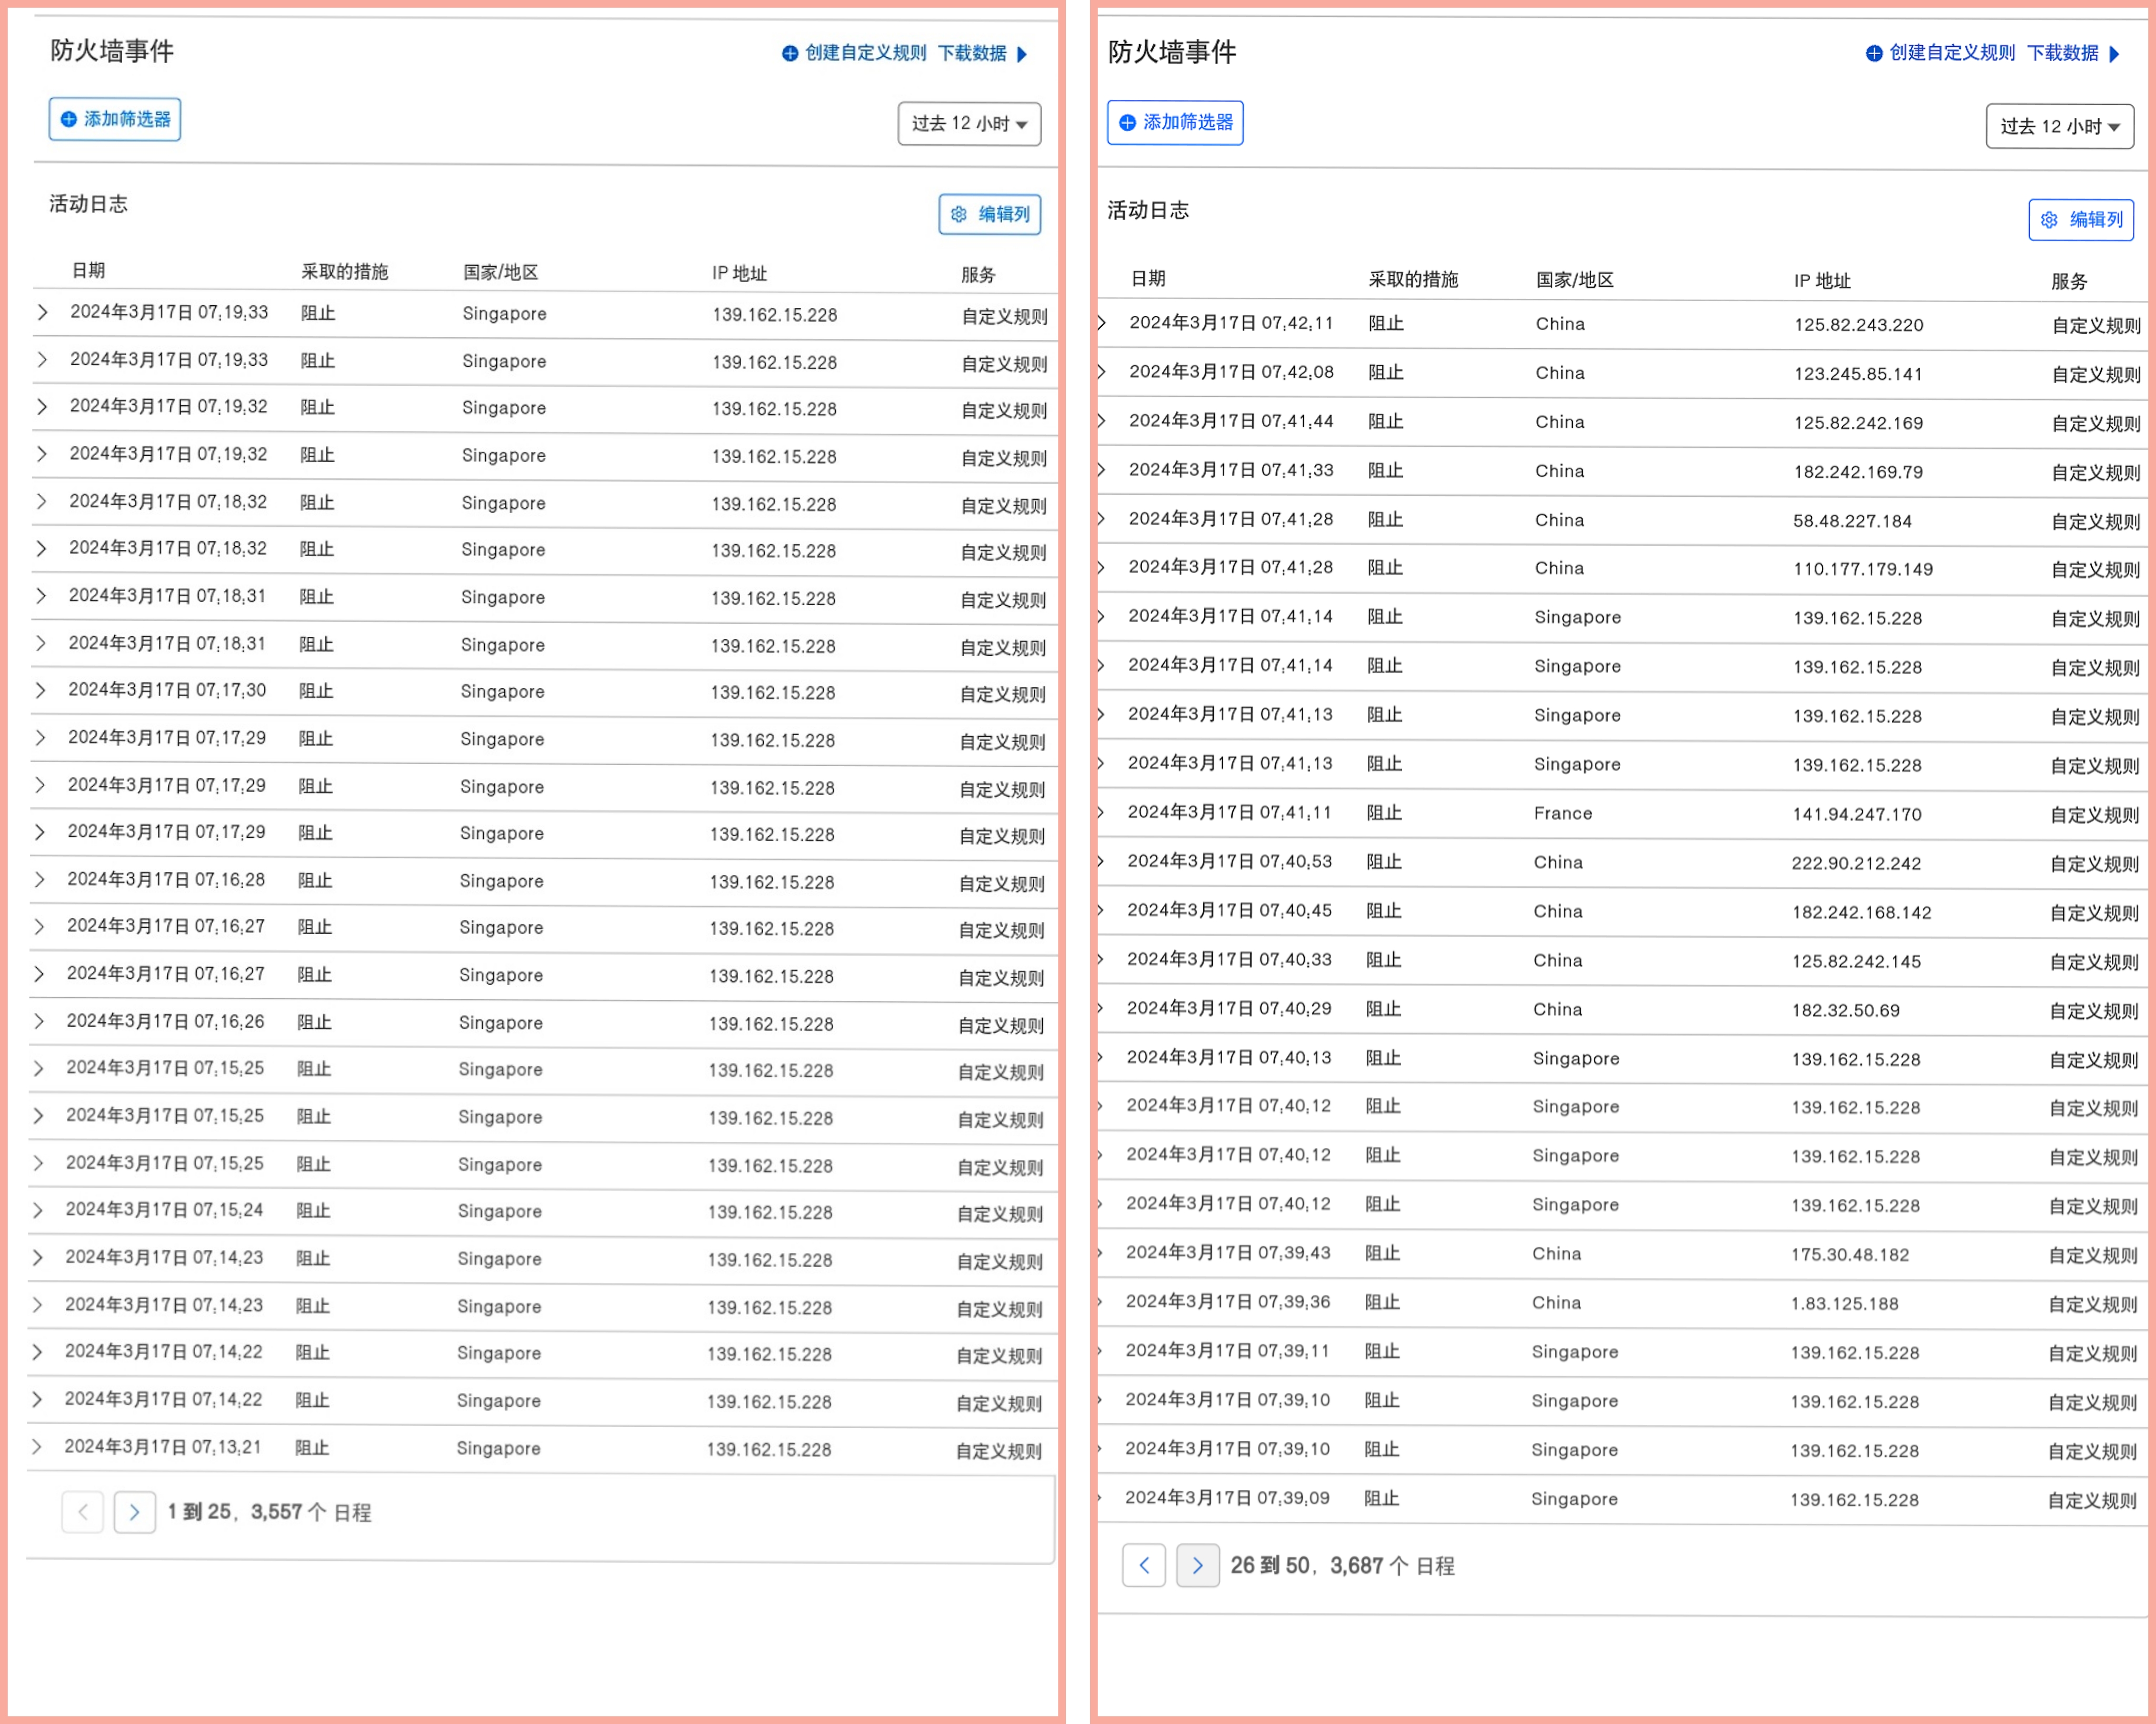 防火墙事件
创建自定义规则 下载数据
添加筛选器
过去 12 小时
活动日志
编辑列
日期 采取的措施 国家/地区 IP 地址 服务
2024年3月17日 07:19:33 阻止 Singapore 139.162.15.228 自定义规则
2024年3月17日 07:19:33 阻止 Singapore 139.162.15.228 自定义规则
2024年3月17日 07:19:32 阻止 Singapore 139.162.15.228 自定义规则
2024年3月17日 07:19:32 阻止 Singapore 139.162.15.228 自定义规则
2024年3月17日 07:18:32 阻止 Singapore 139.162.15.228 自定义规则
2024年3月17日 07:18:32 阻止 Singapore 139.162.15.228 自定义规则
2024年3月17日 07:18:31 阻止 Singapore 139.162.15.228 自定义规则
2024年3月17日 07:18:31 阻止 Singapore 139.162.15.228 自定义规则
2024年3月17日 07:17:30 阻止 Singapore 139.162.15.228 自定义规则
2024年3月17日 07:17:29 阻止 Singapore 139.162.15.228 自定义规则
2024年3月17日 07:17:29 阻止 Singapore 139.162.15.228 自定义规则
2024年3月17日 07:17:29 阻止 Singapore 139.162.15.228 自定义规则
2024年3月17日 07:16:28 阻止 Singapore 139.162.15.228 自定义规则
2024年3月17日 07:16:27 阻止 Singapore 139.162.15.228 自定义规则
2024年3月17日 07:16:27 阻止 Singapore 139.162.15.228 自定义规则
2024年3月17日 07:16:26 阻止 Singapore 139.162.15.228 自定义规则
2024年3月17日 07:15:25 阻止 Singapore 139.162.15.228 自定义规则
2024年3月17日 07:15:25 阻止 Singapore 139.162.15.228 自定义规则
2024年3月17日 07:15:25 阻止 Singapore 139.162.15.228 自定义规则
2024年3月17日 07:15:24 阻止 Singapore 139.162.15.228 自定义规则
2024年3月17日 07:14:23 阻止 Singapore 139.162.15.228 自定义规则
2024年3月17日 07:14:23 阻止 Singapore 139.162.15.228 自定义规则
2024年3月17日 07:14:22 阻止 Singapore 139.162.15.228 自定义规则
2024年3月17日 07:14:22 阻止 Singapore 139.162.15.228 自定义规则
2024年3月17日 07:13:21 阻止 Singapore 139.162.15.228 自定义规则
1 到 25, 3,557 个 日程
防火墙事件
创建自定义规则 下载数据
添加筛选器
过去 12 小时
活动日志
编辑列
日期 采取的措施 国家/地区 IP 地址 服务
2024年3月17日 07:42:11 阻止 China 125.82.243.220 自定义规则
2024年3月17日 07:42:08 阻止 China 123.245.85.141 自定义规则
2024年3月17日 07:41:44 阻止 China 125.82.242.169 自定义规则
2024年3月17日 07:41:33 阻止 China 182.242.169.79 自定义规则
2024年3月17日 07:41:28 阻止 China 58.48.227.184 自定义规则
2024年3月17日 07:41:28 阻止 China 110.177.179.149 自定义规则
2024年3月17日 07:41:14 阻止 Singapore 139.162.15.228 自定义规则
2024年3月17日 07:41:14 阻止 Singapore 139.162.15.228 自定义规则
2024年3月17日 07:41:13 阻止 Singapore 139.162.15.228 自定义规则
2024年3月17日 07:41:13 阻止 Singapore 139.162.15.228 自定义规则
2024年3月17日 07:41:11 阻止 France 141.94.247.170 自定义规则
2024年3月17日 07:40:53 阻止 China 222.90.212.242 自定义规则
2024年3月17日 07:40:45 阻止 China 182.242.168.142 自定义规则
2024年3月17日 07:40:33 阻止 China 125.82.242.145 自定义规则
2024年3月17日 07:40:29 阻止 China 182.32.50.69 自定义规则
2024年3月17日 07:40:13 阻止 Singapore 139.162.15.228 自定义规则
2024年3月17日 07:40:12 阻止 Singapore 139.162.15.228 自定义规则
2024年3月17日 07:40:12 阻止 Singapore 139.162.15.228 自定义规则
2024年3月17日 07:40:12 阻止 Singapore 139.162.15.228 自定义规则
2024年3月17日 07:39:43 阻止 China 175.30.48.182 自定义规则
2024年3月17日 07:39:36 阻止 China 1.83.125.188 自定义规则
2024年3月17日 07:39:11 阻止 Singapore 139.162.15.228 自定义规则
2024年3月17日 07:39:10 阻止 Singapore 139.162.15.228 自定义规则
2024年3月17日 07:39:10 阻止 Singapore 139.162.15.228 自定义规则
2024年3月17日 07:39:09 阻止 Singapore 139.162.15.228 自定义规则
26 到 50, 3,687 个 日程